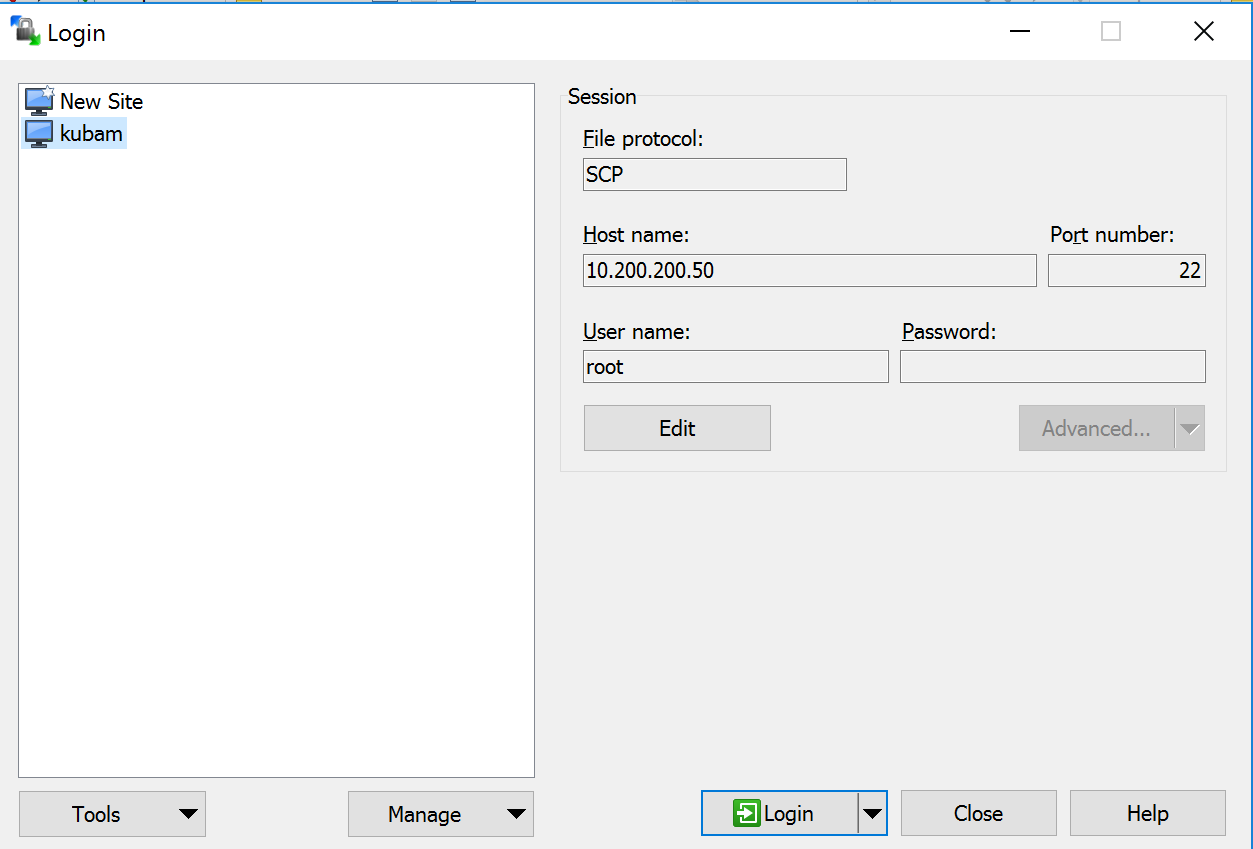 Login
New Site
kubam
Session
File protocol:
SCP
Host name:
Port number:
10.200.200.50
22
User name:
Password:
root
Edit
Advanced...
Tools
Manage
Login
Close
Help